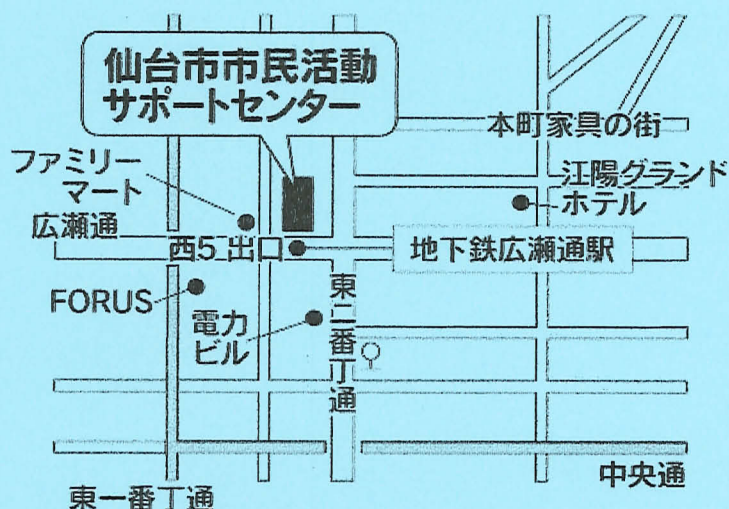 仙台市市民活動
サポートセンター
本町家具の街
ファミリー
マート
江陽グランド
ホテル
広瀬通
西5 出口
地下鉄広瀬通駅
FORUS
電力
ビル
東二番丁通
中央通
東一番丁通